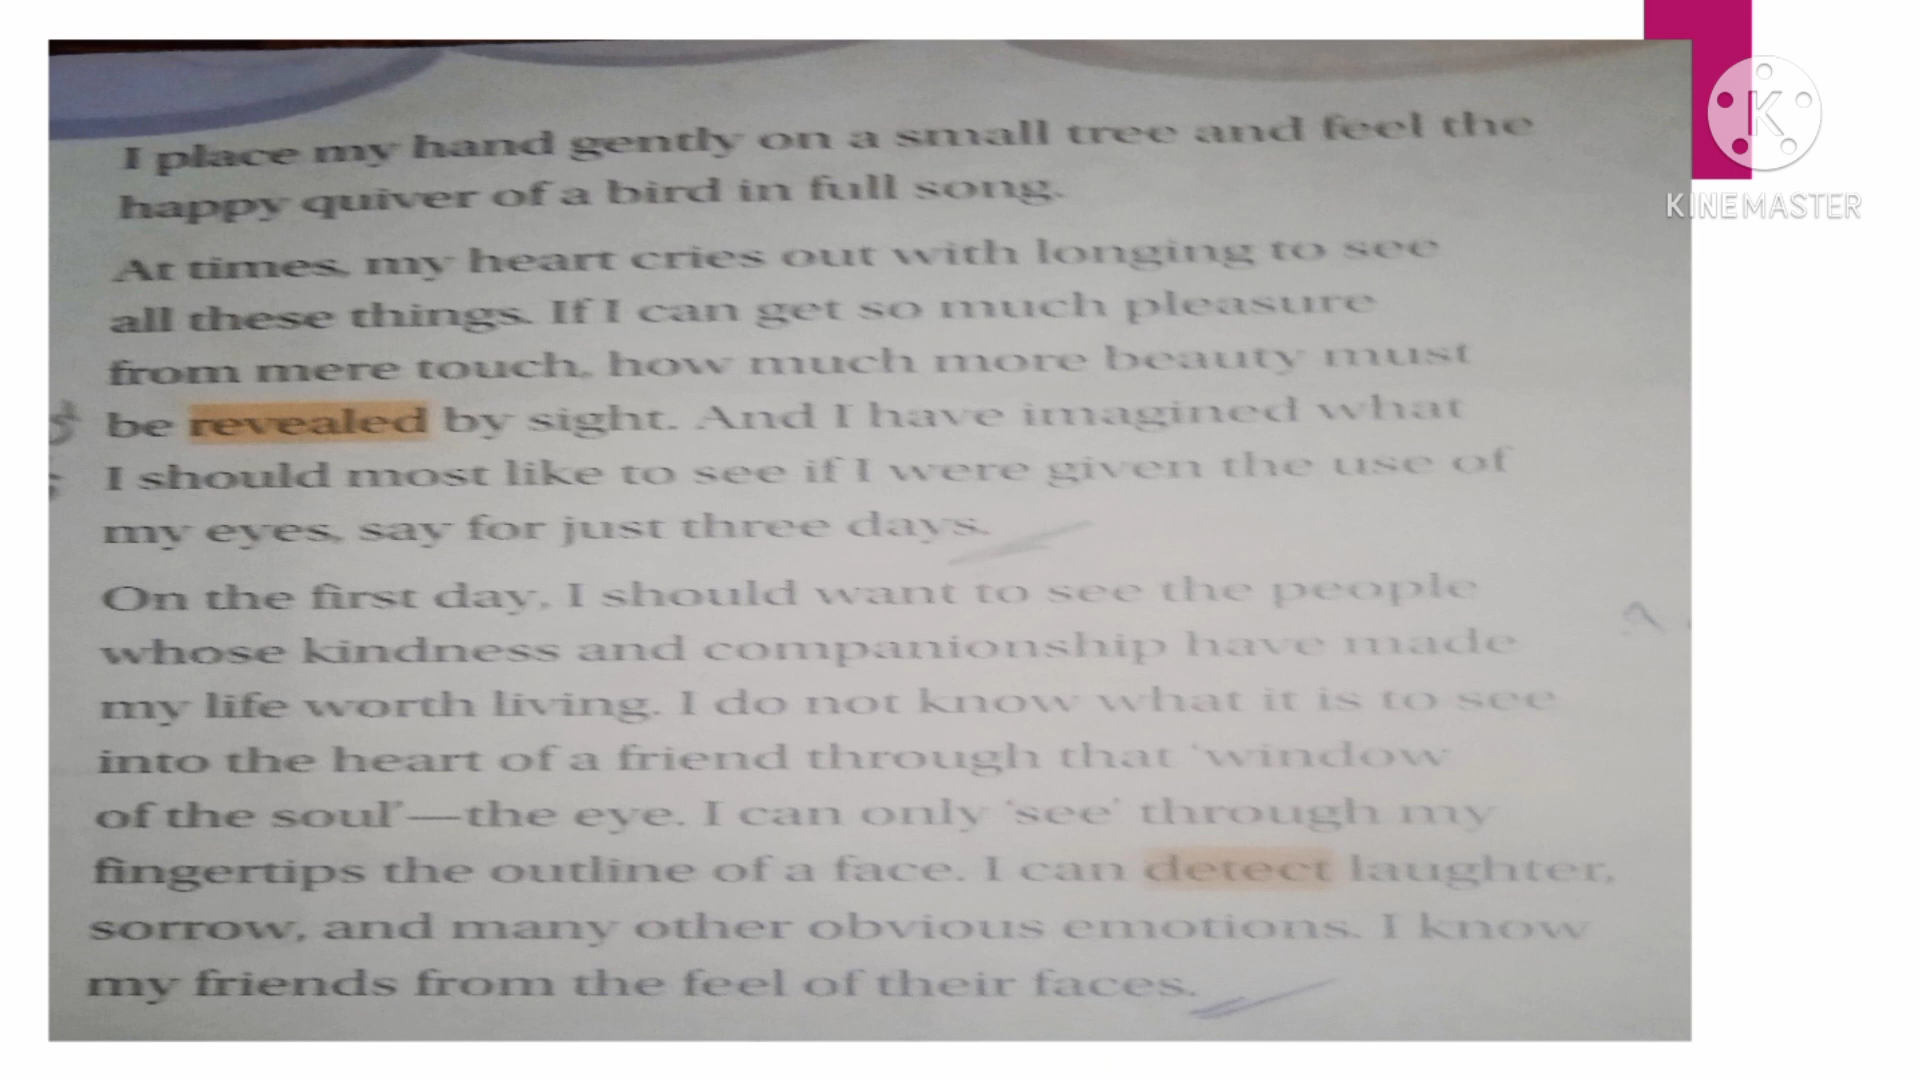 I place my hand gently on a small tree and feel the
happy quiver of a bird in full song.
At times, my heart cries out with longing to see
all these things. If I can get so much pleasure
from mere touch, how much more beauty must
be revealed by sight. And I have imagined what
I should most like to see if I were given the use of
my eyes, say for just three days.
On the first day, I should want to see the people
whose kindness and companionship have made
my life worth living. I do not know what it is to see
into the heart of a friend through that ‘window
of the soul’—the eye. I can only ‘see’ through my
fingertips the outline of a face. I can detect laughter,
sorrow, and many other obvious emotions. I know
my friends from the feel of their faces.
K
KINEMASTER